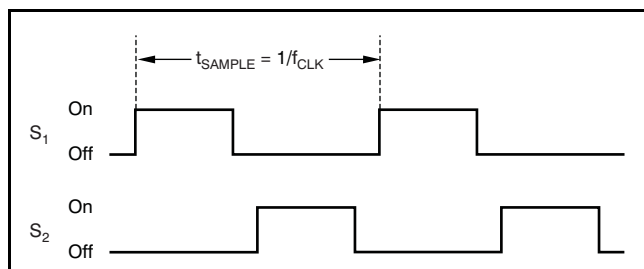 t_SAMPLE = 1/f_CLK
On
S_1
Off
On
S_2
Off